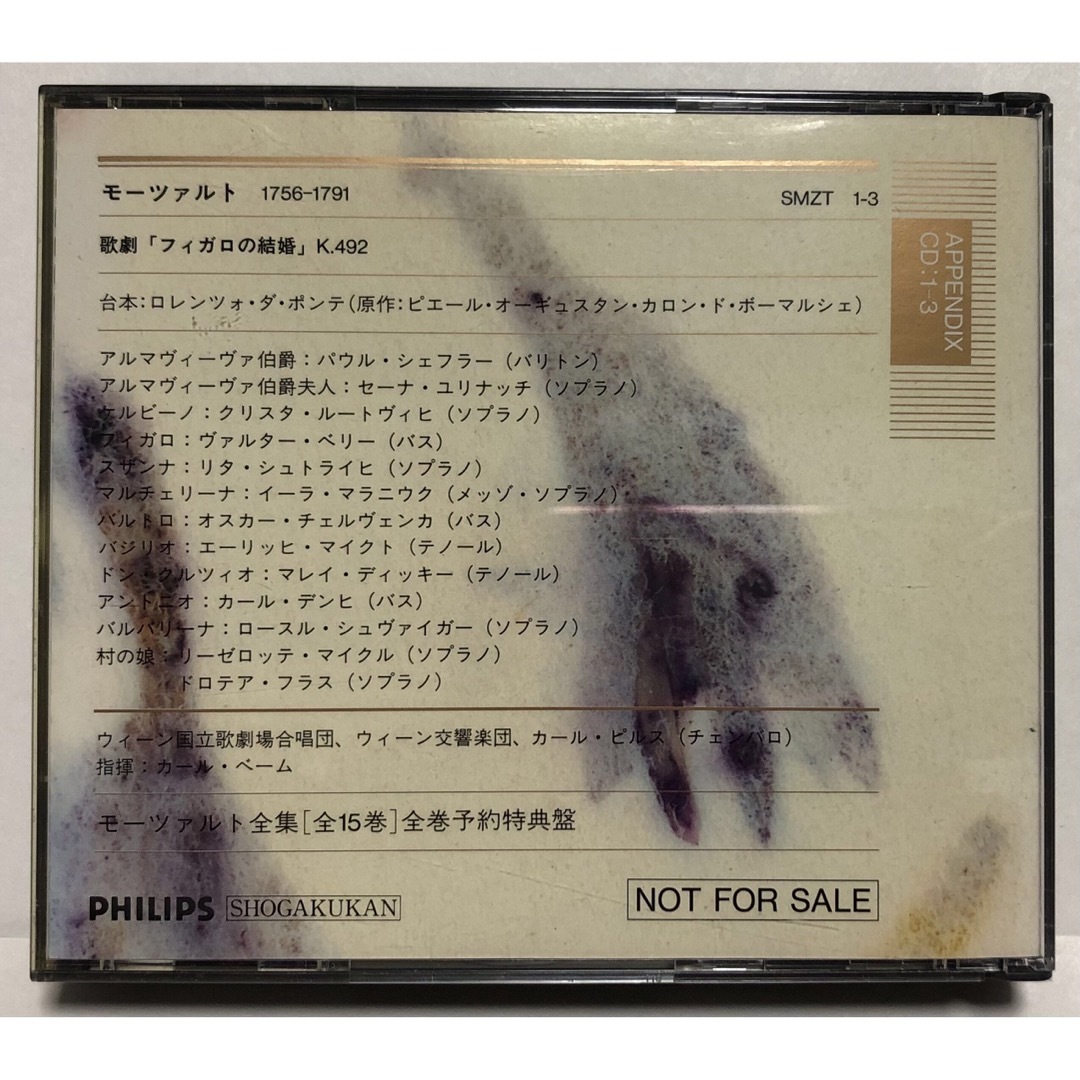 モーツァルト 1756-1791 SMZT 1-3
歌劇「フィガロの結婚」K.492
台本：ロレンツォ・ダ・ポンテ（原作：ピエール・オーギュスタン・カロン・ド・ボーマルシェ）
アルマヴィーヴァ伯爵：パウル・シェフラー（バリトン）
アルマヴィーヴァ伯爵夫人：セーナ・ユリナッチ（ソプラノ）
ケルビーノ：クリスタ・ルートヴィヒ（ソプラノ）
フィガロ：ヴァルター・ベリー（バス）
スザンナ：リタ・シュトライヒ（ソプラノ）
マルチェリーナ：イーラ・マラニウク（メッゾ・ソプラノ）
バルトロ：オスカー・チェルヴェンカ（バス）
バジリオ：エーリッヒ・マイクト（テノール）
ドン・クルツィオ：マレイ・ディッキー（テノール）
アントニオ：カール・デンヒ（バス）
バルバリーナ：ロースル・シュヴァイガー（ソプラノ）
村の娘：リーゼロッテ・マイクル（ソプラノ）
ドロテア・フラス（ソプラノ）
ウィーン国立歌劇場合唱団、ウィーン交響楽団、カール・ピルス（チェンバロ）
指揮：カール・ベーム
モーツァルト全集［全15巻］全巻予約特典盤
PHILIPS SHOGAKUKAN NOT FOR SALE
APPENDIX
CD:1-3